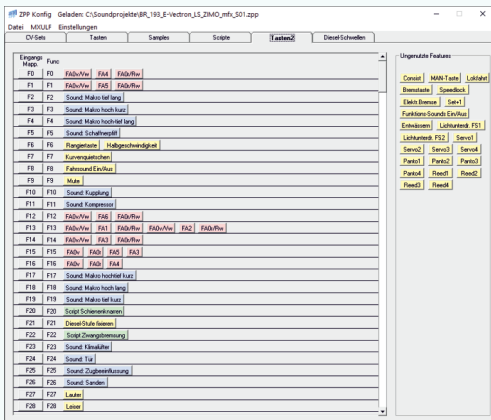 ZPP Konfig   Geladen: C:\Soundprojekte\BR_193_E-Vectron_LS_ZIMO_mfx_S01.zpp
Datei  MXULF  Einstellungen
CV-Sets  Tasten  Samples  Scripte  Tasten2  Diesel-Schwellen
Eingangs Func
Mapp.
F0 F0 FA0v/Vw FA4 FA0r/Rw
F1 F1 FA0v/Vw FA5 FA0r/Rw
F2 F2 Sound: Makro tief lang
F3 F3 Sound: Makro hoch kurz
F4 F4 Sound: Makro hoch-tief lang
F5 F5 Sound: Schaffnerpfiff
F6 F6 Rangiertaste Halbgeschwindigkeit
F7 F7 Kurvenquietschen
F8 F8 Fahrsound Ein/Aus
F9 F9 Mute
F10 F10 Sound: Kupplung
F11 F11 Sound: Kompressor
F12 F12 FA0v/Vw FA6 FA0r/Rw
F13 F13 FA0v/Vw FA1 FA0r/Rw FA0v/Vw FA2 FA0r/Rw
F14 F14 FA0v/Vw FA3 FA0r/Rw
F15 F15 FA0v FA0r FA5 FA3
F16 F16 FA0v FA0r FA4
F17 F17 Sound: Makro hochtief kurz
F18 F18 Sound: Makro hoch lang
F19 F19 Sound: Makro tief kurz
F20 F20 Script Schienenknarren
F21 F21 Diesel-Stufe fixieren
F22 F22 Script Zwangsbremsung
F23 F23 Sound: Klimalüfter
F24 F24 Sound: Tür
F25 F25 Sound: Zugbeeinflussung
F26 F26 Sound: Sanden
F27 F27 Lauter
F28 F28 Leiser
Ungenutzte Features
Consist MAN-Taste Lokfahrt
Bremstaste Speedlock
Elektr.Bremse Set+1
Funktions-Sounds Ein/Aus
Entwässern Lichtunterdr. FS1
Lichtunterdr. FS2 Servo1
Servo2 Servo3 Servo4
Panto1 Panto2 Panto3
Panto4 Reed1 Reed2
Reed3 Reed4